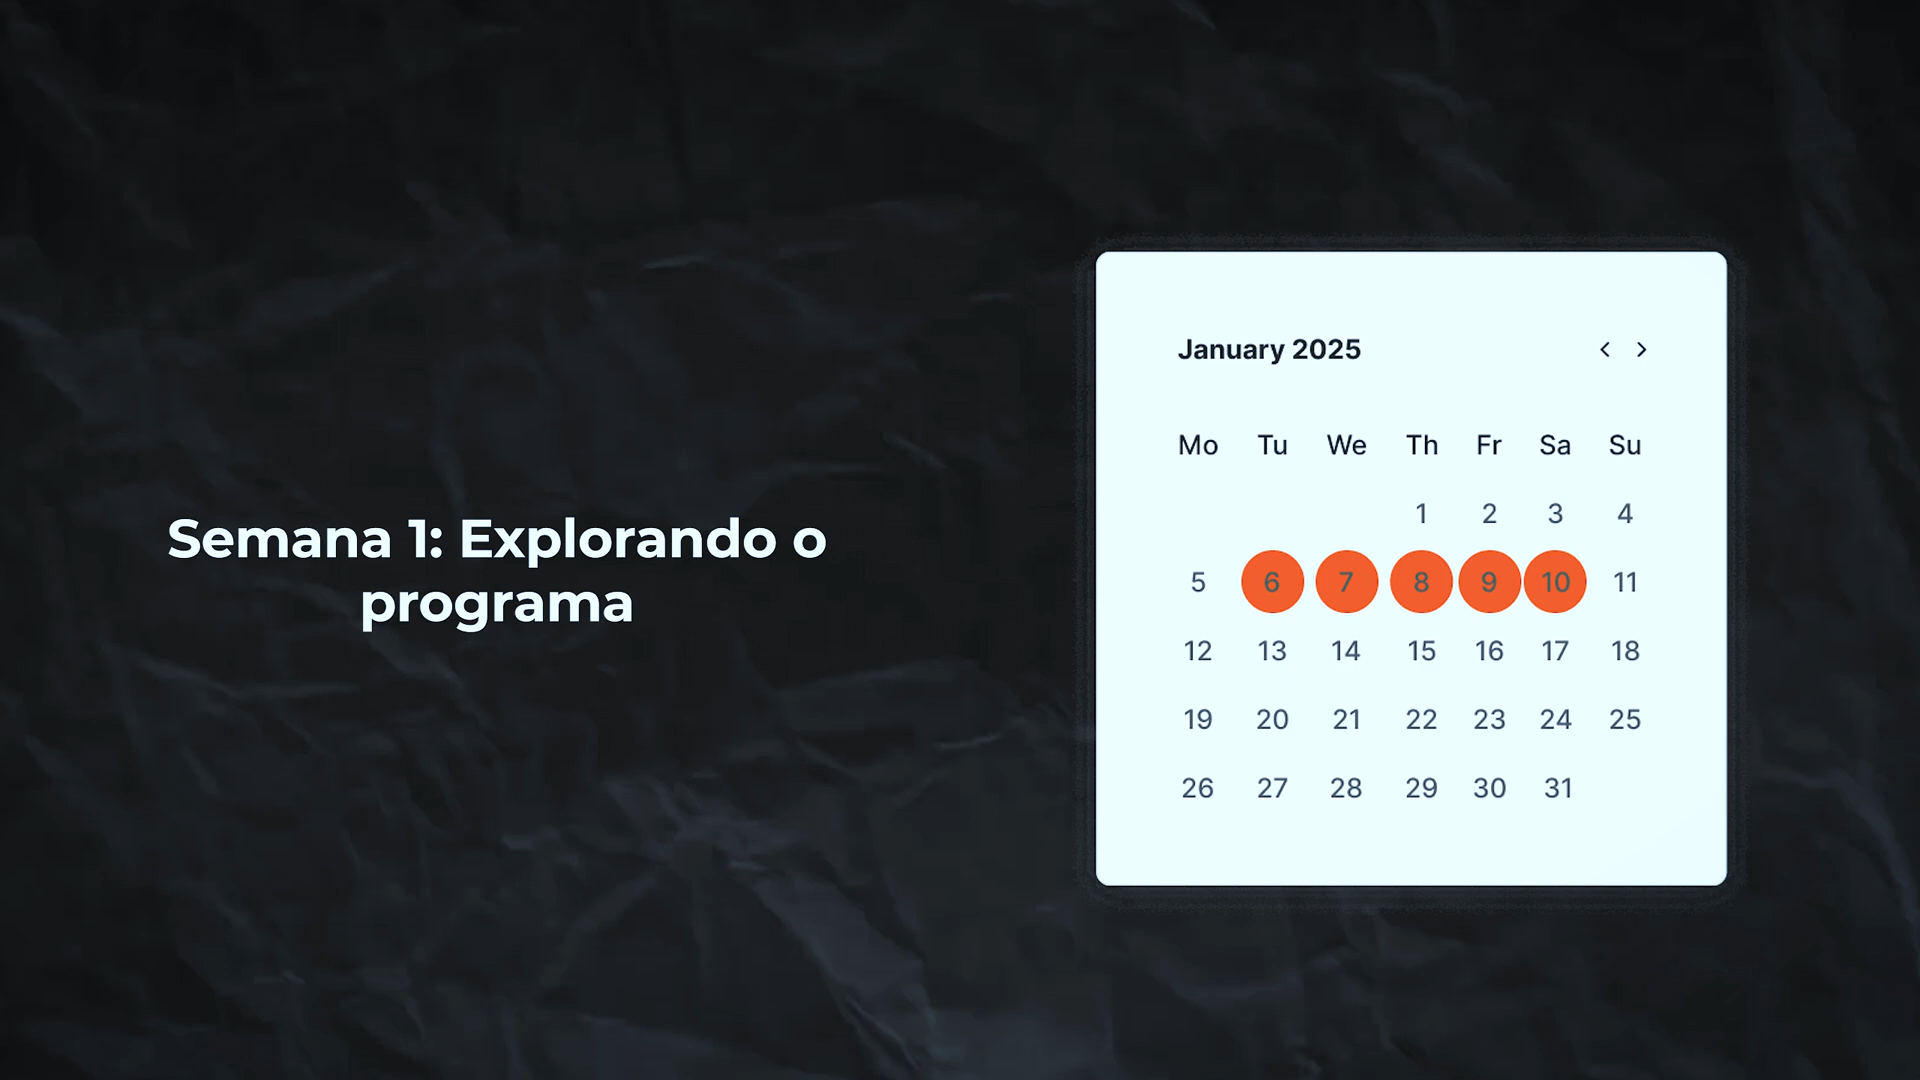 Semana 1: Explorando o
programa
January 2025
Mo Tu We Th Fr Sa Su
1 2 3 4
5 6 7 8 9 10 11
12 13 14 15 16 17 18
19 20 21 22 23 24 25
26 27 28 29 30 31